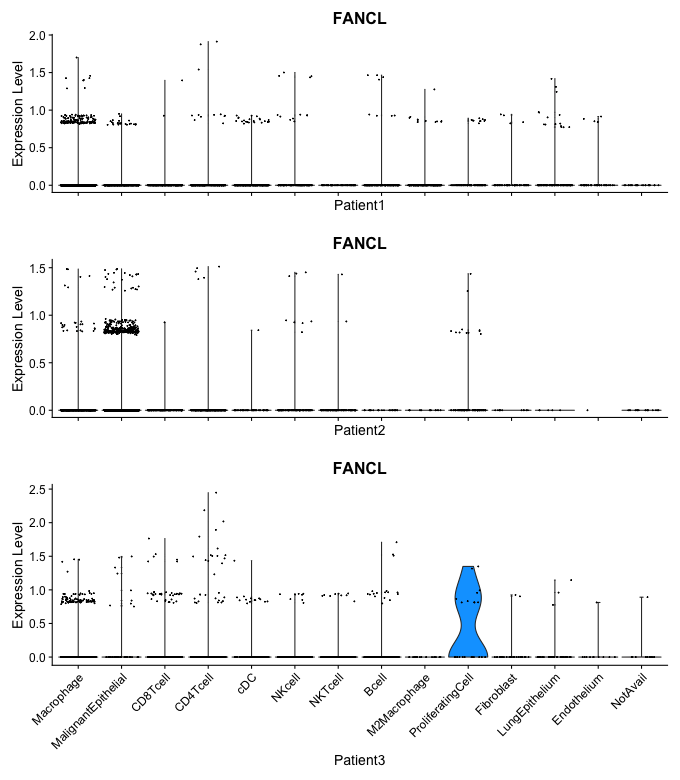 FANCL
Expression Level
2.0
1.5
1.0
0.5
0.0
Patient1
FANCL
Expression Level
1.5
1.0
0.5
0.0
Patient2
FANCL
Expression Level
2.5
2.0
1.5
1.0
0.5
0.0
Macrophage
MalignantEpithelial
CD8Tcell
CD4Tcell
cDC
NKcell
NKTcell
Bcell
M2Macrophage
ProliferatingCell
Fibroblast
LungEpithelium
Endothelium
NotAvail
Patient3